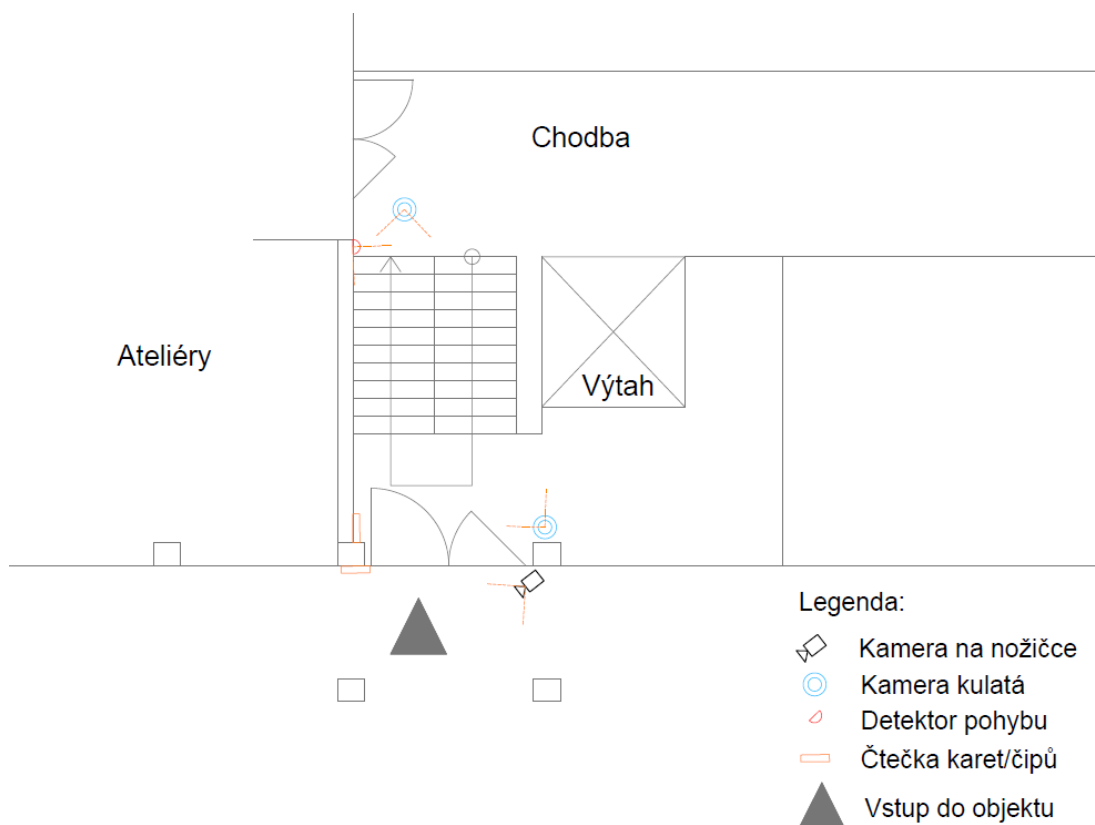 Chodba
Ateliéry
Výtah
Legenda:
Kamera na nožičce
Kamera kulatá
Detektor pohybu
Čtečka karet/čipů
Vstup do objektu